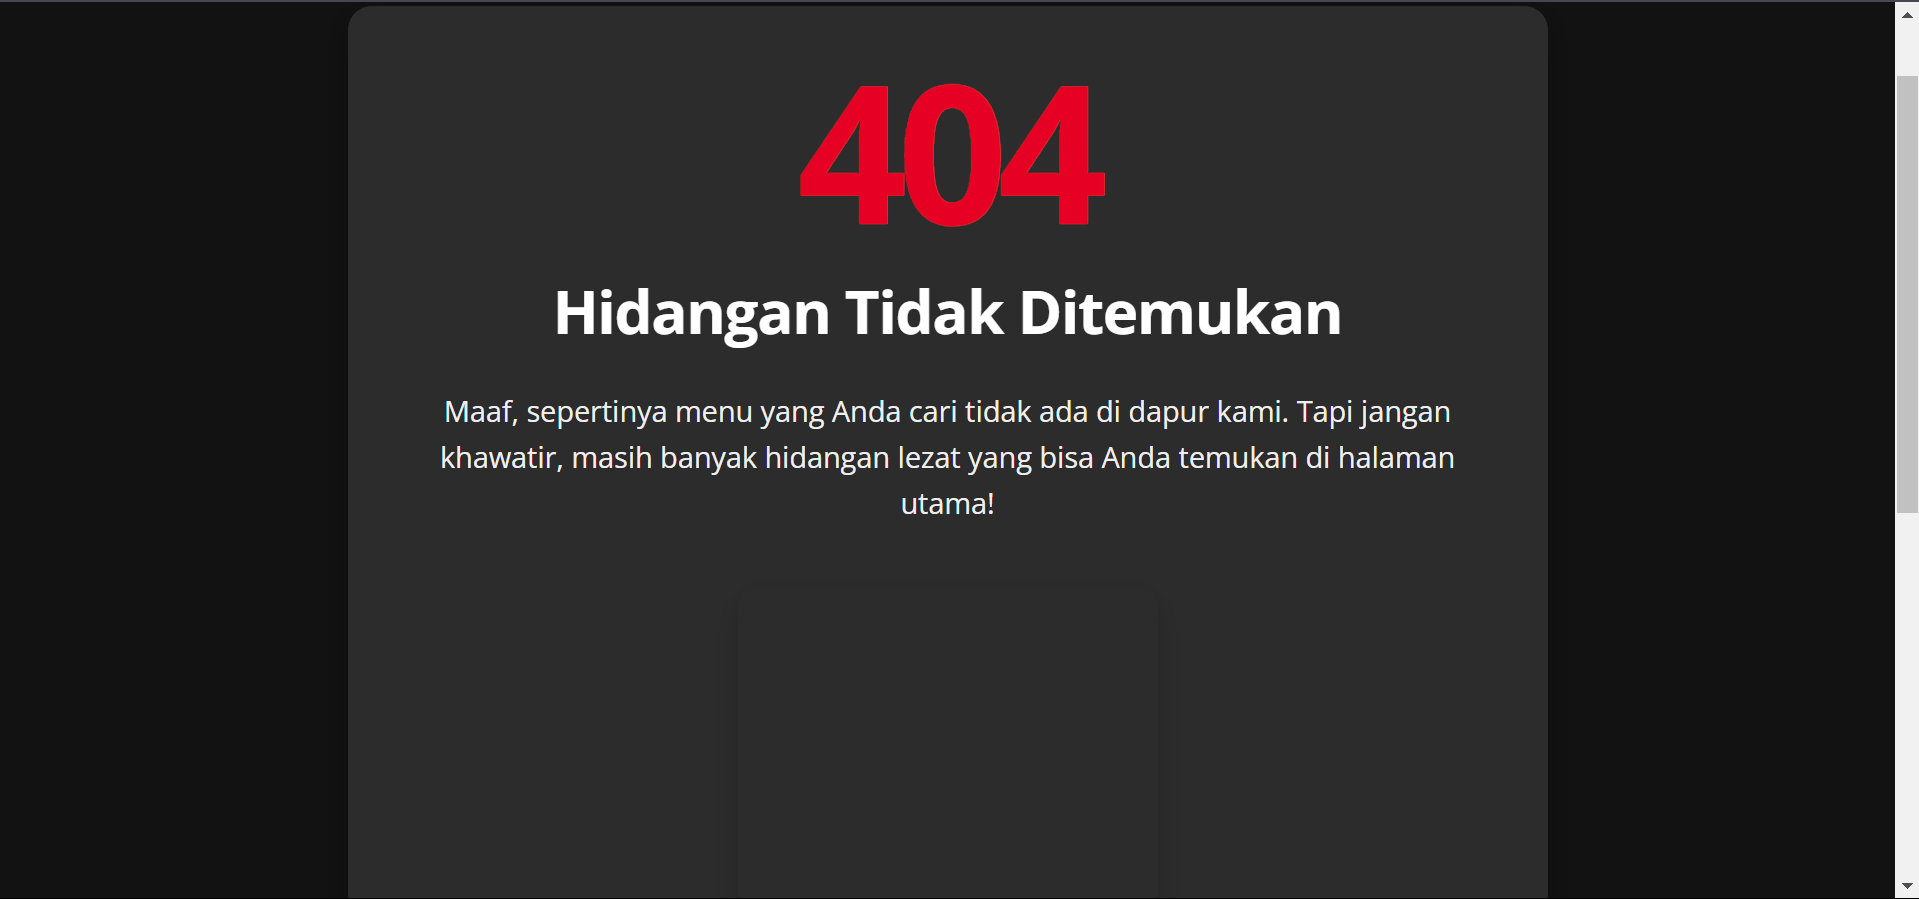 404
Hidangan Tidak Ditemukan
Maaf, sepertinya menu yang Anda cari tidak ada di dapur kami. Tapi jangan
khawatir, masih banyak hidangan lezat yang bisa Anda temukan di halaman
utama!